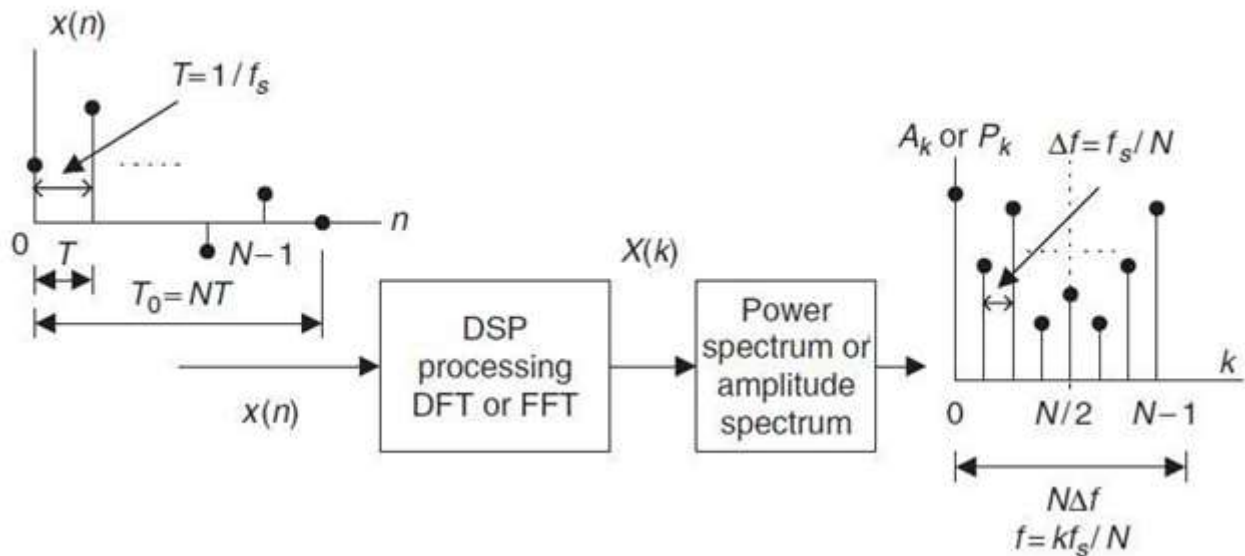 x(n)
T=1/f_s
n
0
T
N−1
T_0=NT
x(n)
DSP
processing
DFT or FFT
X(k)
Power
spectrum or
amplitude
spectrum
A_k or P_k
Δf=f_s/N
k
0
N/2
N−1
NΔf
f=kf_s/N